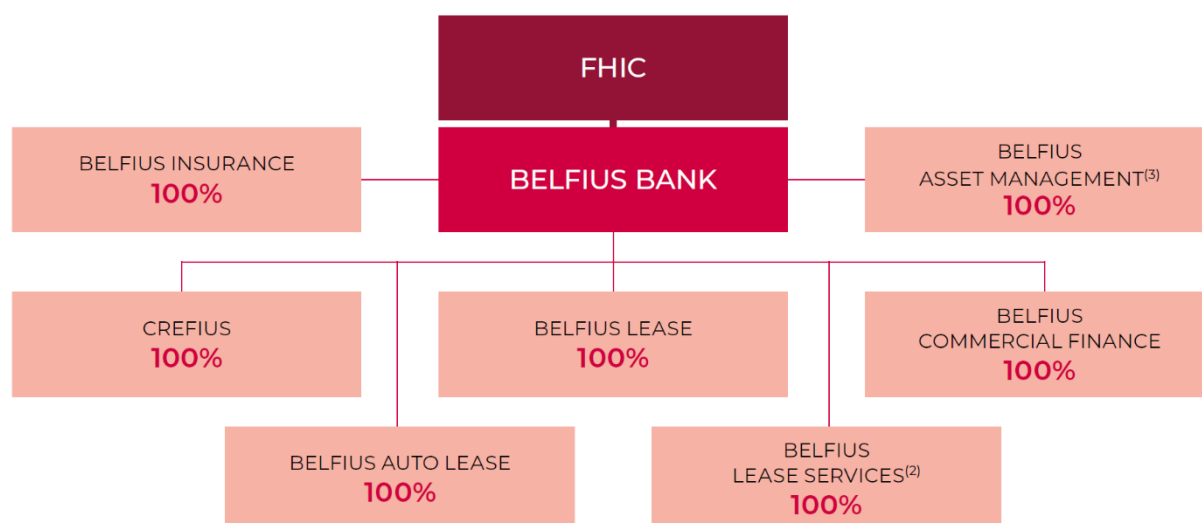 FHIC
BELFIUS INSURANCE
100%
BELFIUS BANK
BELFIUS
ASSET MANAGEMENT(3)
100%
CREFIUS
100%
BELFIUS LEASE
100%
BELFIUS
COMMERCIAL FINANCE
100%
BELFIUS AUTO LEASE
100%
BELFIUS
LEASE SERVICES(2)
100%